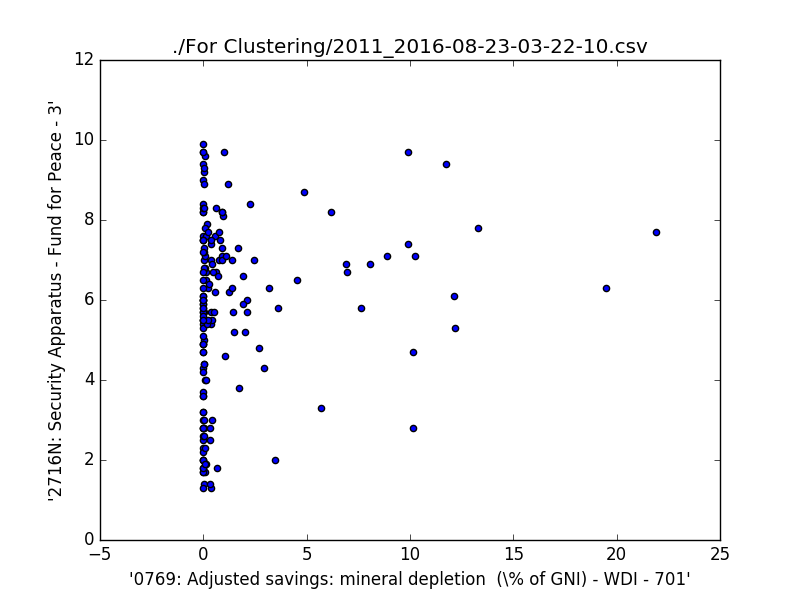 ./For Clustering/2011_2016-08-23-03-22-10.csv
'2716N: Security Apparatus - Fund for Peace - 3'
12
10
8
6
4
2
0
−5 0 5 10 15 20 25
'0769: Adjusted savings: mineral depletion  (\% of GNI) - WDI - 701'